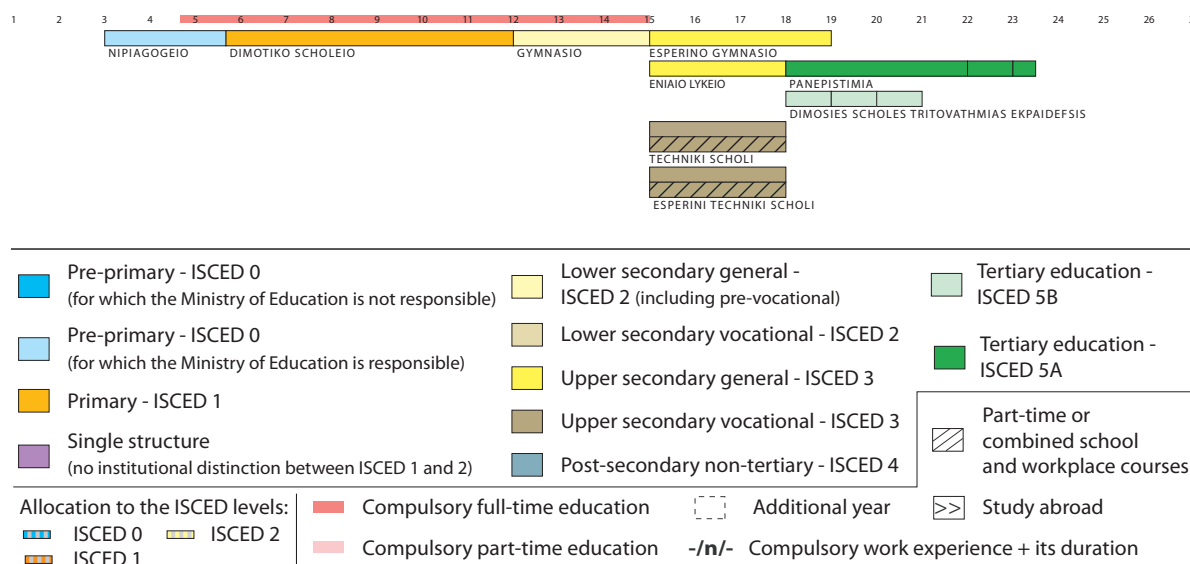 1 2 3 4 5 6 7 8 9 10 11 12 13 14 15 16 17 18 19 20 21 22 23 24 25 26
NIPIAGOGEIO DIMOTIKO SCHOLEIO GYMNASIO ESPERINO GYMNASIO
ENIAIO LYKEIO PANEPISTIMIA
DIMOSIES SCHOLES TRITOVATHMIAS EKPAIDEFSIS
TECHNIKI SCHOLI
ESPERINI TECHNIKI SCHOLI
Pre-primary - ISCED 0
(for which the Ministry of Education is not responsible)
Pre-primary - ISCED 0
(for which the Ministry of Education is responsible)
Primary - ISCED 1
Single structure
(no institutional distinction between ISCED 1 and 2)
Lower secondary general -
ISCED 2 (including pre-vocational)
Lower secondary vocational - ISCED 2
Upper secondary general - ISCED 3
Upper secondary vocational - ISCED 3
Post-secondary non-tertiary - ISCED 4
Tertiary education -
ISCED 5B
Tertiary education -
ISCED 5A
Part-time or
combined school
and workplace courses
Allocation to the ISCED levels:
ISCED 0 ISCED 2
ISCED 1
Compulsory full-time education
Compulsory part-time education
Additional year
-/n/- Compulsory work experience + its duration
>> Study abroad